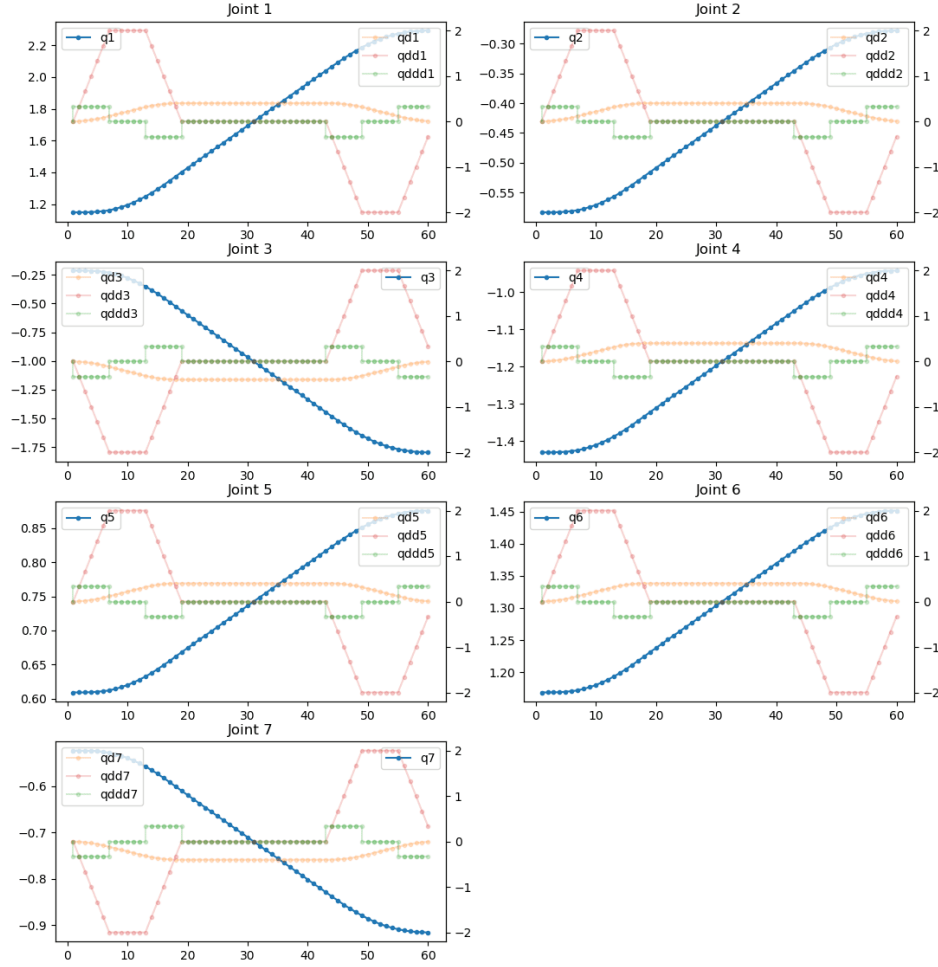 Joint 1
q1
qd1
qdd1
qddd1
2.2
2.0
1.8
1.6
1.4
1.2
2
1
0
−1
−2
0 10 20 30 40 50 60
Joint 2
q2
qd2
qdd2
qddd2
−0.30
−0.35
−0.40
−0.45
−0.50
−0.55
2
1
0
−1
−2
0 10 20 30 40 50 60
Joint 3
qd3
qdd3
qddd3
q3
−0.25
−0.50
−0.75
−1.00
−1.25
−1.50
−1.75
2
1
0
−1
−2
0 10 20 30 40 50 60
Joint 4
q4
qd4
qdd4
qddd4
−1.0
−1.1
−1.2
−1.3
−1.4
2
1
0
−1
−2
0 10 20 30 40 50 60
Joint 5
q5
qd5
qdd5
qddd5
0.85
0.80
0.75
0.70
0.65
0.60
2
1
0
−1
−2
0 10 20 30 40 50 60
Joint 6
q6
qd6
qdd6
qddd6
1.45
1.40
1.35
1.30
1.25
1.20
2
1
0
−1
−2
0 10 20 30 40 50 60
Joint 7
qd7
qdd7
qddd7
q7
−0.6
−0.7
−0.8
−0.9
2
1
0
−1
−2
0 10 20 30 40 50 60